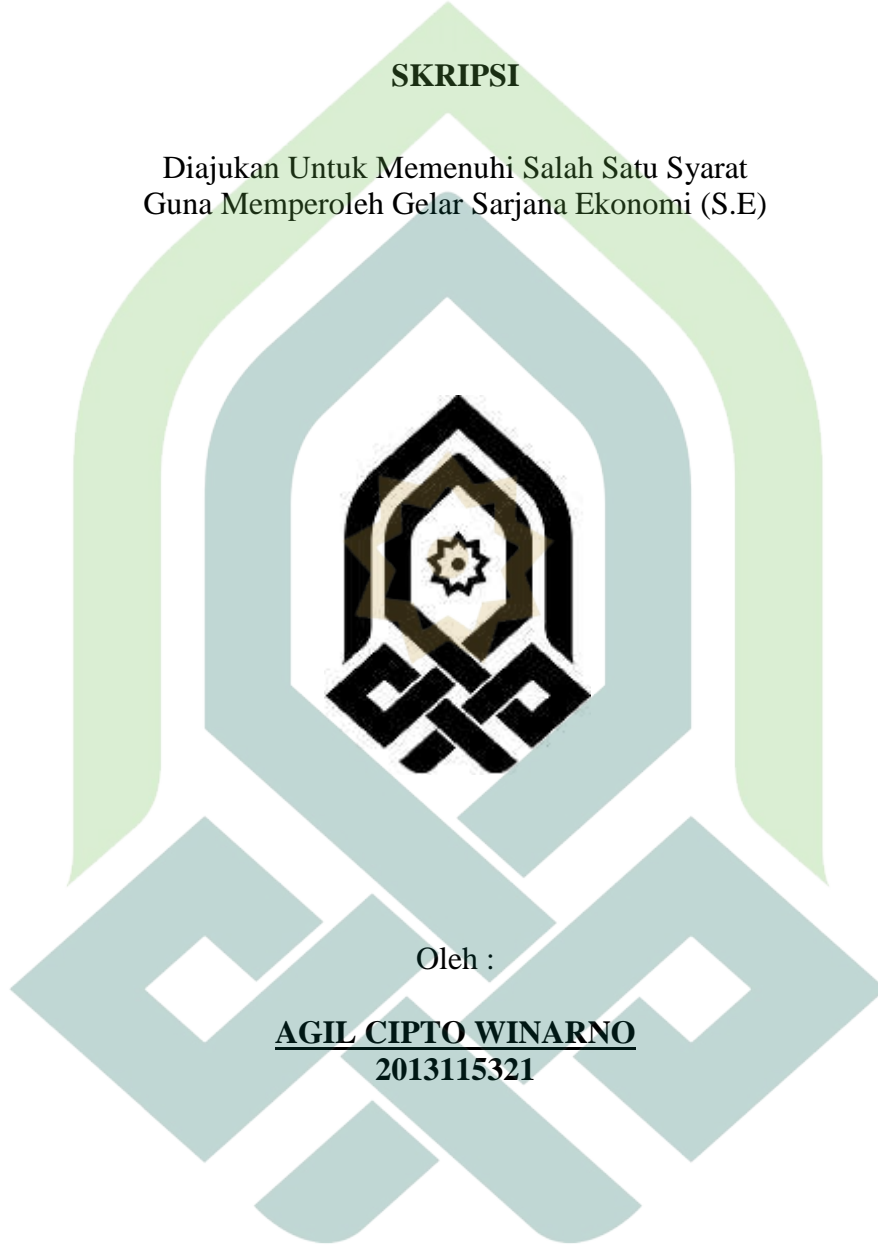 SKRIPSI
Diajukan Untuk Memenuhi Salah Satu Syarat
Guna Memperoleh Gelar Sarjana Ekonomi (S.E)
Oleh :
AGIL CIPTO WINARNO
2013115321